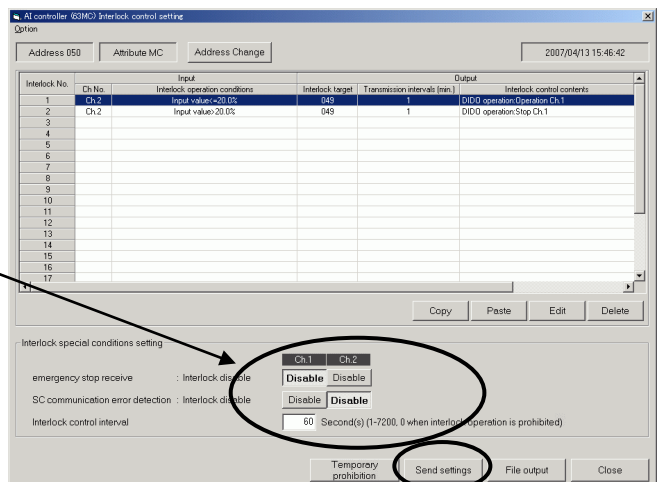 AI controller (63MC) Interlock control setting
Option
Address 050 Attribute MC Address Change 2007/04/13 15:46:42
Interlock No. Input Output
Ch No. Interlock operation conditions Interlock target Transmission intervals (min.) Interlock control contents
1 Ch.2 Input value<=20.0% 049 1 DIDO operation:Operation Ch.1
2 Ch.2 Input value>20.0% 049 1 DIDO operation:Stop Ch.1
3
4
5
6
7
8
9
10
11
12
13
14
15
16
17
Copy Paste Edit Delete
Interlock special conditions setting
Ch.1 Ch.2
emergency stop receive : Interlock disable Disable Disable
SC communication error detection : Interlock disable Disable Disable
Interlock control interval 60 Second(s) (1-7200, 0 when interlock operation is prohibited)
Temporary prohibition Send settings File output Close